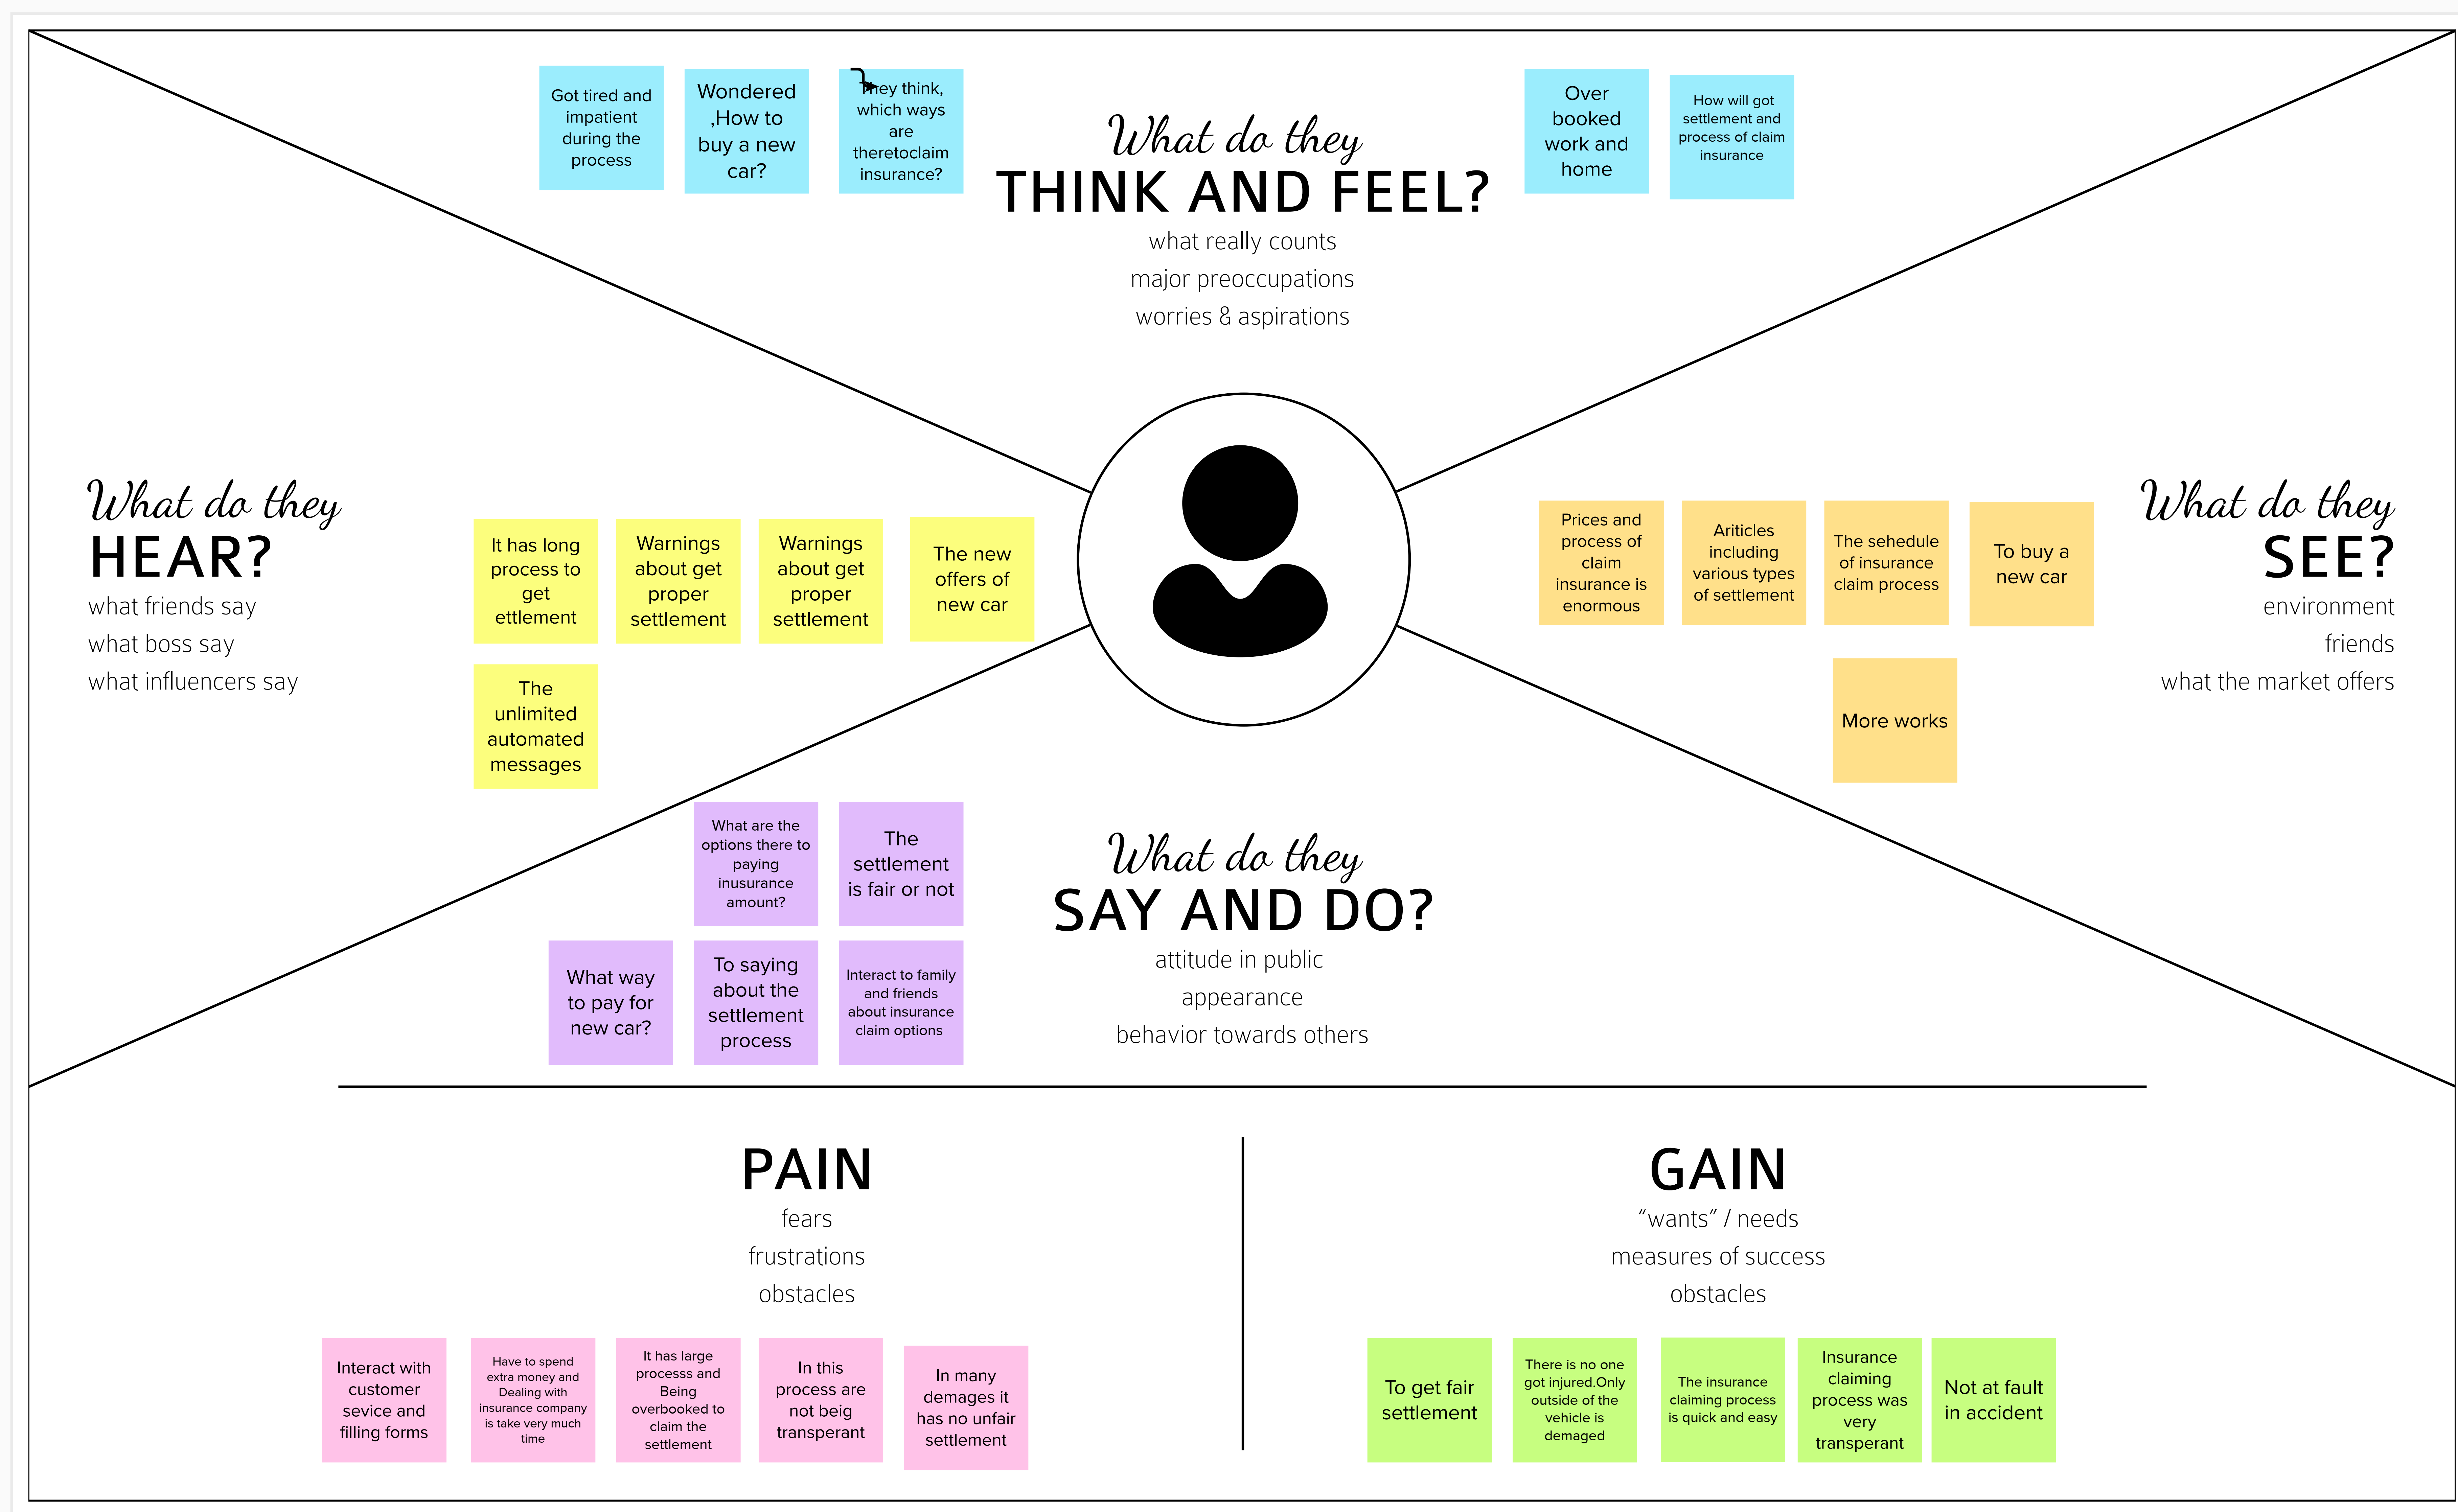 Got tired and
impatient
during the
process
Wondered
,How to
buy a new
car?
They think,
which ways
are
theretoclaim
insurance?
What do they
THINK AND FEEL?
what really counts
major preoccupations
worries & aspirations
Over
booked
work and
home
How will got
settlement and
process of claim
insurance
What do they
HEAR?
what friends say
what boss say
what influencers say
It has long
process to
get
ettlement
Warnings
about get
proper
settlement
Warnings
about get
proper
settlement
The new
offers of
new car
The
unlimited
automated
messages
Prices and
process of
claim
insurance is
enormous
Ariticles
including
various types
of settlement
The sehedule
of insurance
claim process
To buy a
new car
More works
What do they
SEE?
environment
friends
what the market offers
What are the
options there to
paying
inusurance
amount?
The
settlement
is fair or not
What way
to pay for
new car?
To saying
about the
settlement
process
Interact to family
and friends
about insurance
claim options
What do they
SAY AND DO?
attitude in public
appearance
behavior towards others
PAIN
fears
frustrations
obstacles
Interact with
customer
sevice and
filling forms
Have to spend
extra money and
Dealing with
insurance company
is take very much
time
It has large
processs and
Being
overbooked to
claim the
settlement
In this
process are
not beig
transperant
In many
demages it
has no unfair
settlement
GAIN
“wants” / needs
measures of success
obstacles
To get fair
settlement
There is no one
got injured.Only
outside of the
vehicle is
demaged
The insurance
claiming process
is quick and easy
Insurance
claiming
process was
very
transperant
Not at fault
in accident